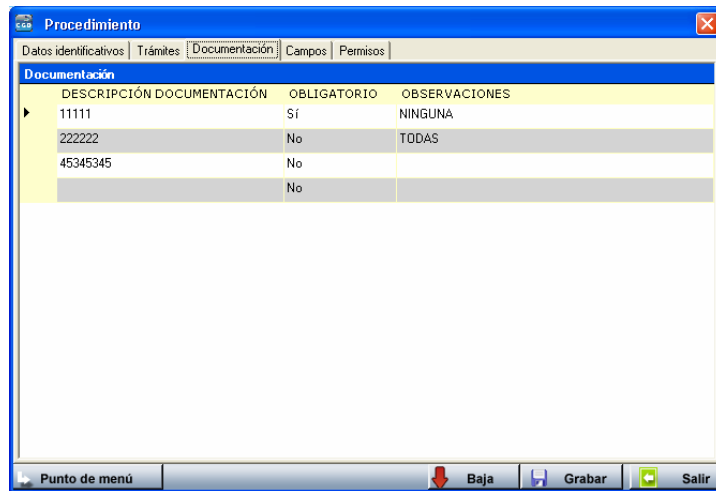 CGD Procedimiento
Datos identificativos Trámites Documentación Campos Permisos
Documentación
DESCRIPCIÓN DOCUMENTACIÓN OBLIGATORIO OBSERVACIONES
11111 Sí NINGUNA
222222 No TODAS
45345345 No
No
Punto de menú Baja Grabar Salir